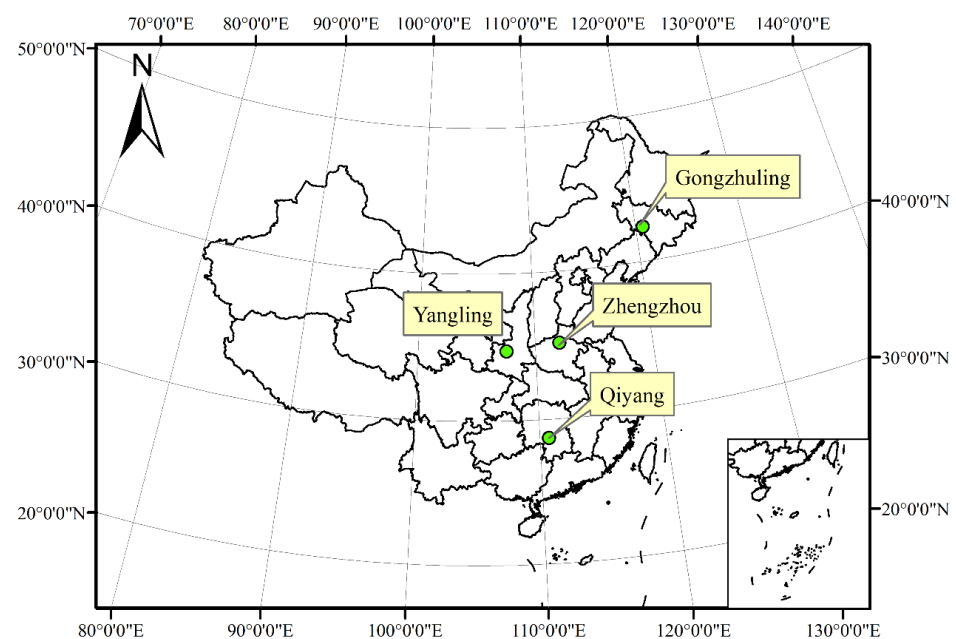 70°0'0"E 80°0'0"E 90°0'0"E 100°0'0"E 110°0'0"E 120°0'0"E 130°0'0"E 140°0'0"E
50°0'0"N
N
Gongzhuling
40°0'0"N 40°0'0"N
Yangling
Zhengzhou
30°0'0"N 30°0'0"N
Qiyang
20°0'0"N 20°0'0"N
80°0'0"E 90°0'0"E 100°0'0"E 110°0'0"E 120°0'0"E 130°0'0"E